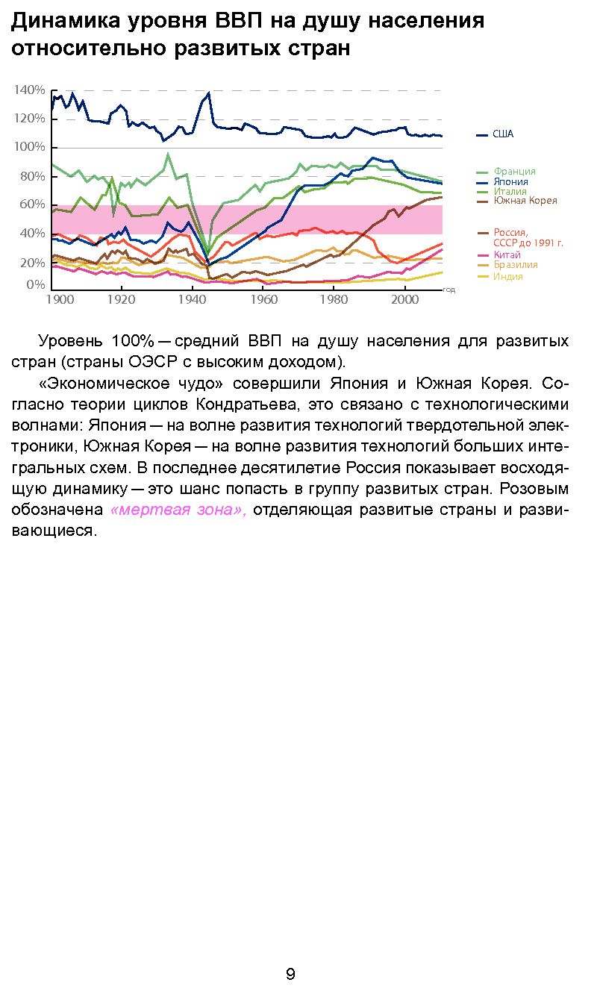 Динамика уровня ВВП на душу населения
относительно развитых стран
140%
120%
100%
80%
60%
40%
20%
0%
1900 1920 1940 1960 1980 2000 год
США
Франция
Япония
Италия
Южная Корея
Россия,
СССР до 1991 г.
Китай
Бразилия
Индия
Уровень 100% — средний ВВП на душу населения для развитых
стран (страны ОЭСР с высоким доходом).
«Экономическое чудо» совершили Япония и Южная Корея. Со-
гласно теории циклов Кондратьева, это связано с технологическими
волнами: Япония — на волне развития технологий твердотельной элек-
троники, Южная Корея — на волне развития технологий больших инте-
гральных схем. В последнее десятилетие Россия показывает восходя-
щую динамику — это шанс попасть в группу развитых стран. Розовым
обозначена «мертвая зона», отделяющая развитые страны и разви-
вающиеся.
9